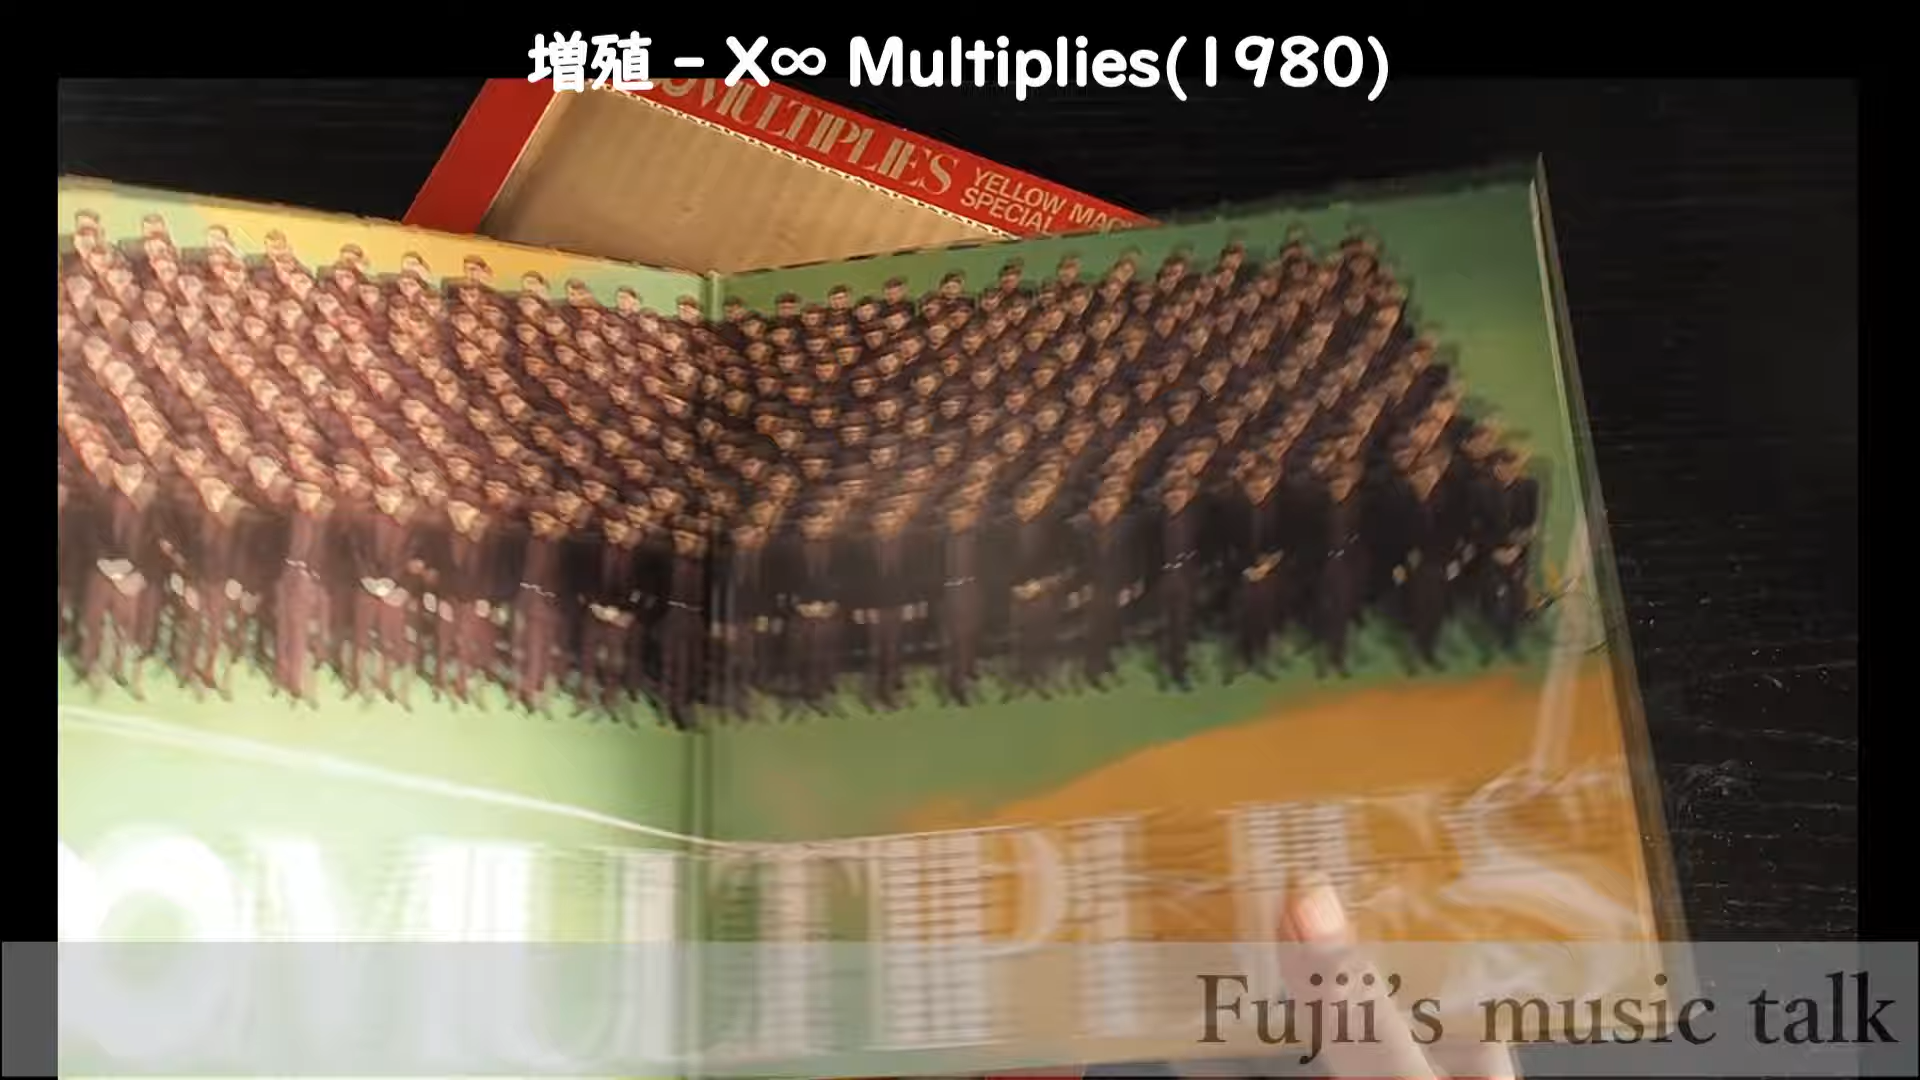 増殖 – X∞ Multiplies(1980)
MULTIPLIES
YELLOW MAG
SPECIAL
MULTIPLIES
Fujii's music talk